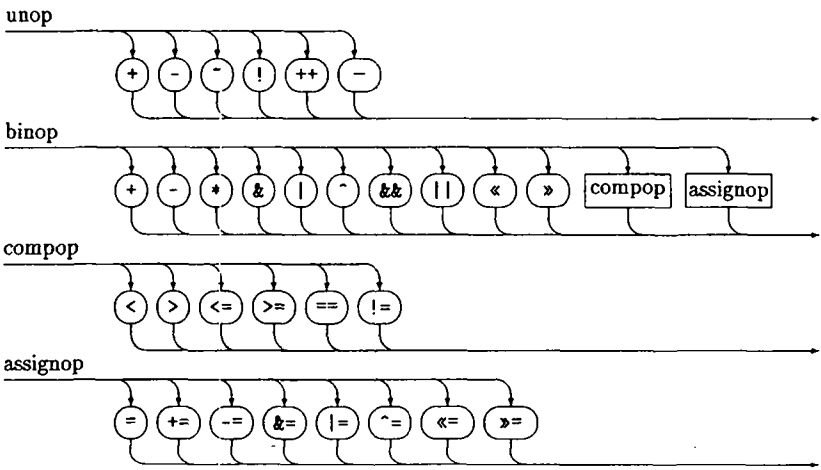 unop
+ - ~ ! ++ —
binop
+ - * & | ^ && || « » compop assignop
compop
< > <= >= == !=
assignop
= += -= &= |= ^= «= »=